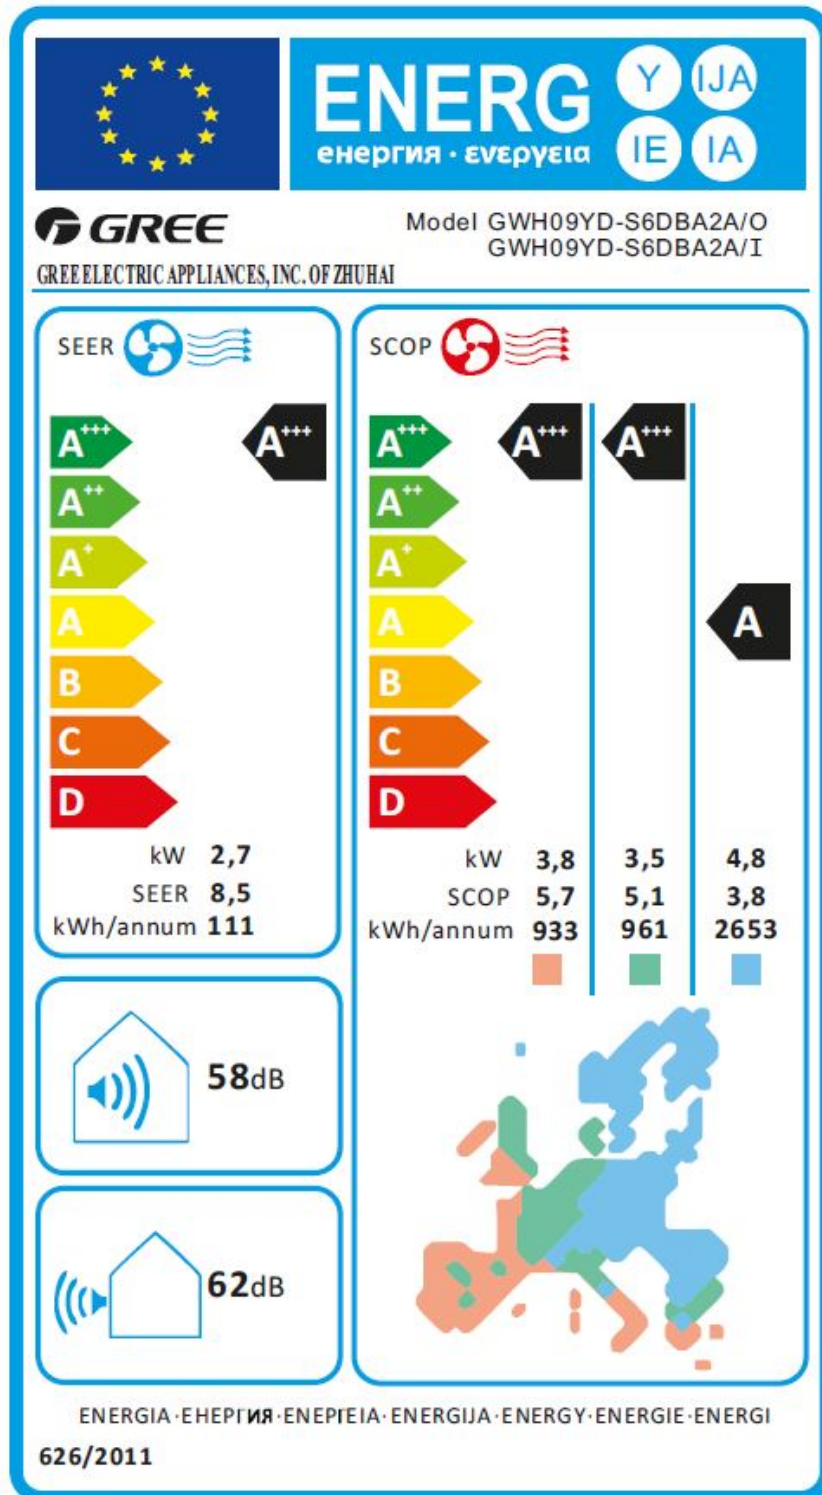 ENERG
енергия · ενεργεια
Y IJA
IE IA
GREE
GREE ELECTRIC APPLIANCES, INC. OF ZHUHAI
Model GWH09YD-S6DBA2A/O
GWH09YD-S6DBA2A/I
SEER
A+++ A+++
A++
A+
A
B
C
D
kW 2,7
SEER 8,5
kWh/annum 111
SCOP
A+++ A+++ A+++
A++
A+
A A
B
C
D
kW 3,8 3,5 4,8
SCOP 5,7 5,1 3,8
kWh/annum 933 961 2653
58dB
62dB
ENERGIA·ЕНЕРГИЯ·ΕΝΕΡΓΕΙΑ·ENERGIJA·ENERGY·ENERGIE·ENERGI
626/2011